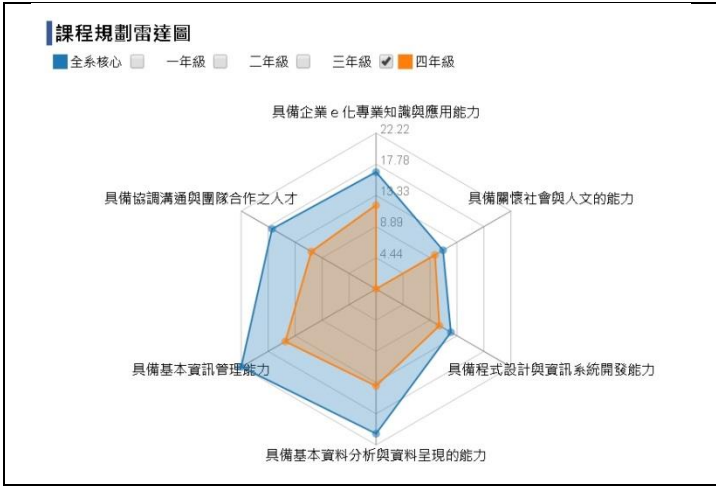 課程規劃雷達圖
全系核心 一年級 二年級 三年級 四年級
具備企業e化專業知識與應用能力
22.22
17.78
13.33
8.89
4.44
具備協調溝通與團隊合作之人才
具備關懷社會與人文的能力
具備基本資訊管理能力
具備程式設計與資訊系統開發能力
具備基本資料分析與資料呈現的能力